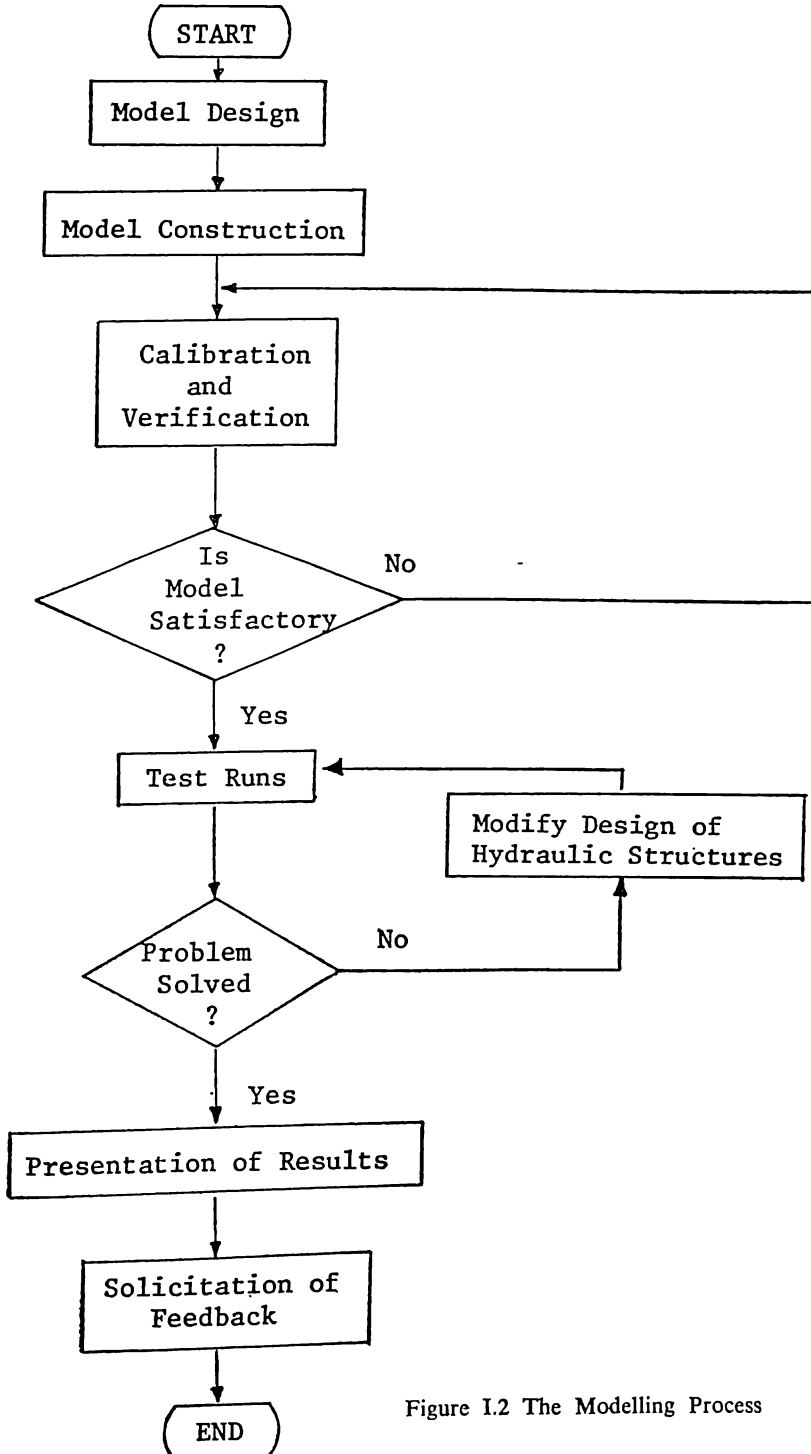 START
Model Design
Model Construction
Calibration
and
Verification
Is
Model
Satisfactory
?
No
Yes
Test Runs
Modify Design of
Hydraulic Structures
Problem
Solved
?
No
Yes
Presentation of Results
Solicitation of
Feedback
END
Figure I.2 The Modelling Process